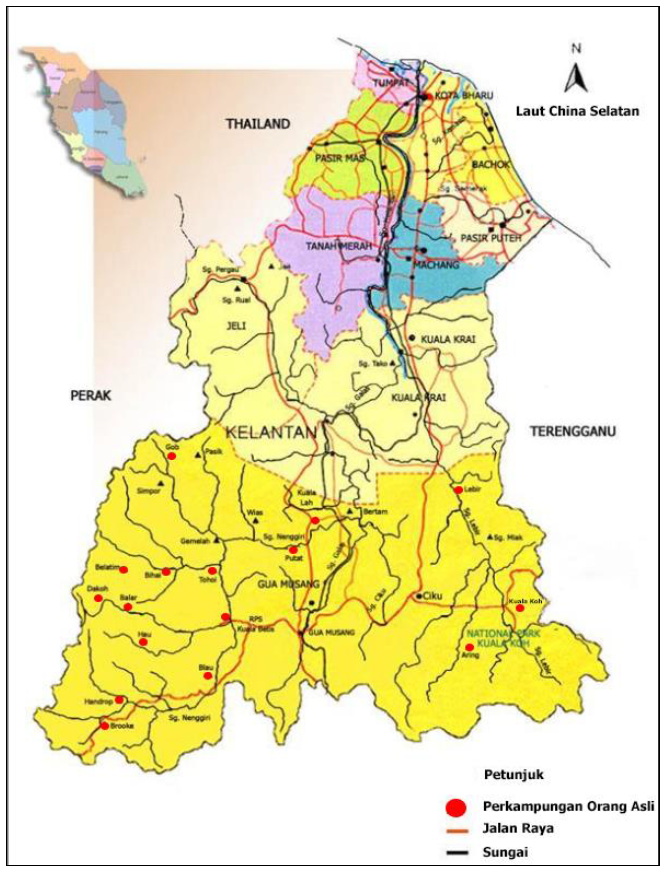 N
Laut China Selatan
THAILAND
TUMPAT
KOTA BHARU
PASIR MAS
BACHOK
Sg. Semerak
PASIR PUTEH
TANAH MERAH
MACHANG
Sg. Pergau
Jeli
Sg. Rual
JELI
KUALA KRAI
Sg. Tako
PERAK
Sg. Galas
KUALA KRAI
KELANTAN
TERENGGANU
Gob
Pasik
Simpor
Kuala
Lah
Lebir
Wias
Bertam
Sg. Lebir
Gemelah
Sg. Nenggiri
Sg. Miak
Putat
Sg. Galas
Belatim
Bihai
Tohoi
GUA MUSANG
Sg. Ciku
Dakoh
Balar
Ciku
Kuala Koh
RPS
Kuala Betis
GUA MUSANG
Hau
NATIONAL PARK
KUALA KOH
Aring
Sg. Lebir
Blau
Hendrop
Sg. Nenggiri
Brooke
Petunjuk
Perkampungan Orang Asli
Jalan Raya
Sungai